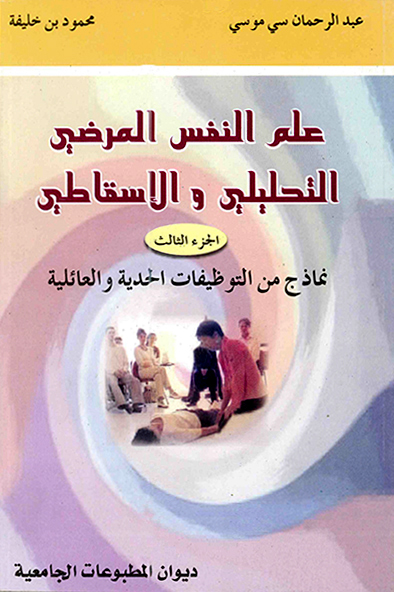 عبد الرحمان سي موسي
محمود بن خليفة
علم النفس المرضي
التحليلي و الإسقاطي
الجزء الثالث
نماذج من التوظيفات الحدية والعائلية
ديوان المطبوعات الجامعية